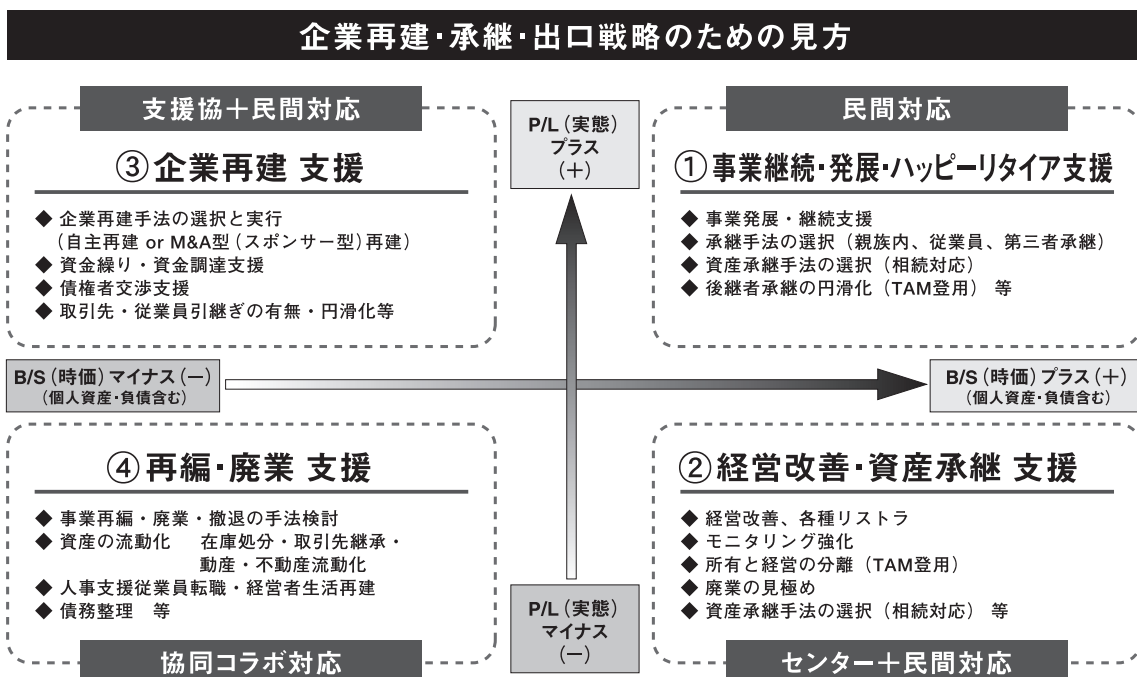 企業再建・承継・出口戦略のための見方
支援協＋民間対応
③企業再建 支援
◆ 企業再建手法の選択と実行
（自主再建 or M&A型（スポンサー型）再建）
◆ 資金繰り・資金調達支援
◆ 債権者交渉支援
◆ 取引先・従業員引継ぎの有無・円滑化等
P/L（実態）
プラス
（＋）
民間対応
①事業継続・発展・ハッピーリタイア支援
◆ 事業発展・継続支援
◆ 承継手法の選択（親族内、従業員、第三者承継）
◆ 資産承継手法の選択（相続対応）
◆ 後継者承継の円滑化（TAM登用） 等
B/S（時価）マイナス（－）
（個人資産・負債含む）
B/S（時価）プラス（＋）
（個人資産・負債含む）
④再編・廃業 支援
◆ 事業再編・廃業・撤退の手法検討
◆ 資産の流動化 在庫処分・取引先継承・
動産・不動産流動化
◆ 人事支援従業員転職・経営者生活再建
◆ 債務整理 等
協同コラボ対応
P/L（実態）
マイナス
（－）
②経営改善・資産承継 支援
◆ 経営改善、各種リストラ
◆ モニタリング強化
◆ 所有と経営の分離（TAM登用）
◆ 廃業の見極め
◆ 資産承継手法の選択（相続対応） 等
センター＋民間対応